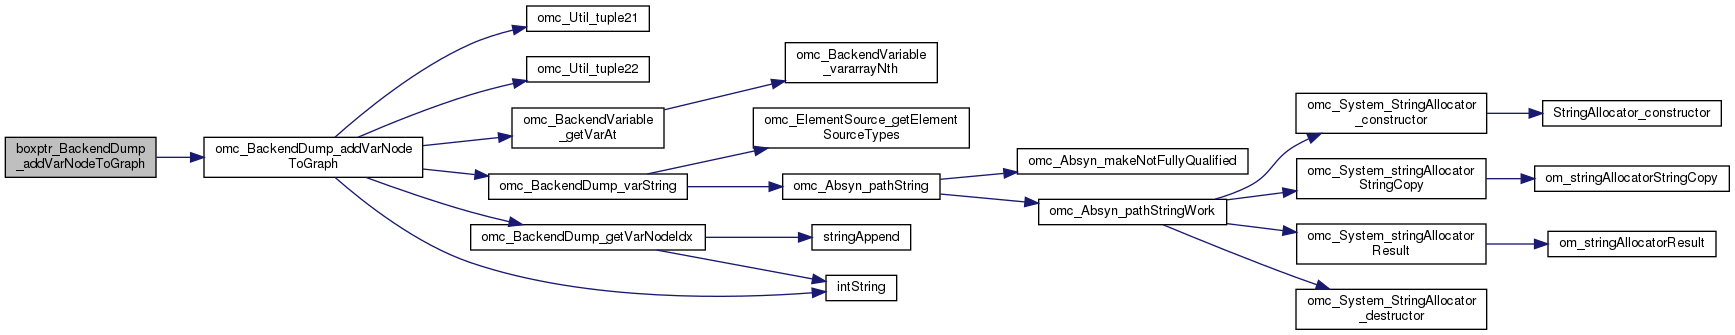 boxptr_BackendDump
_addVarNodeToGraph
omc_BackendDump_addVarNode
ToGraph
omc_Util_tuple21
omc_Util_tuple22
omc_BackendVariable
_getVarAt
omc_BackendVariable
_vararrayNth
omc_BackendDump_varString
omc_ElementSource_getElement
SourceTypes
omc_Absyn_pathString
omc_Absyn_makeNotFullyQualified
omc_Absyn_pathStringWork
omc_System_StringAllocator
_constructor
StringAllocator_constructor
omc_System_stringAllocator
StringCopy
om_stringAllocatorStringCopy
omc_System_stringAllocator
Result
om_stringAllocatorResult
omc_System_StringAllocator
_destructor
omc_BackendDump_getVarNodeIdx
stringAppend
intString